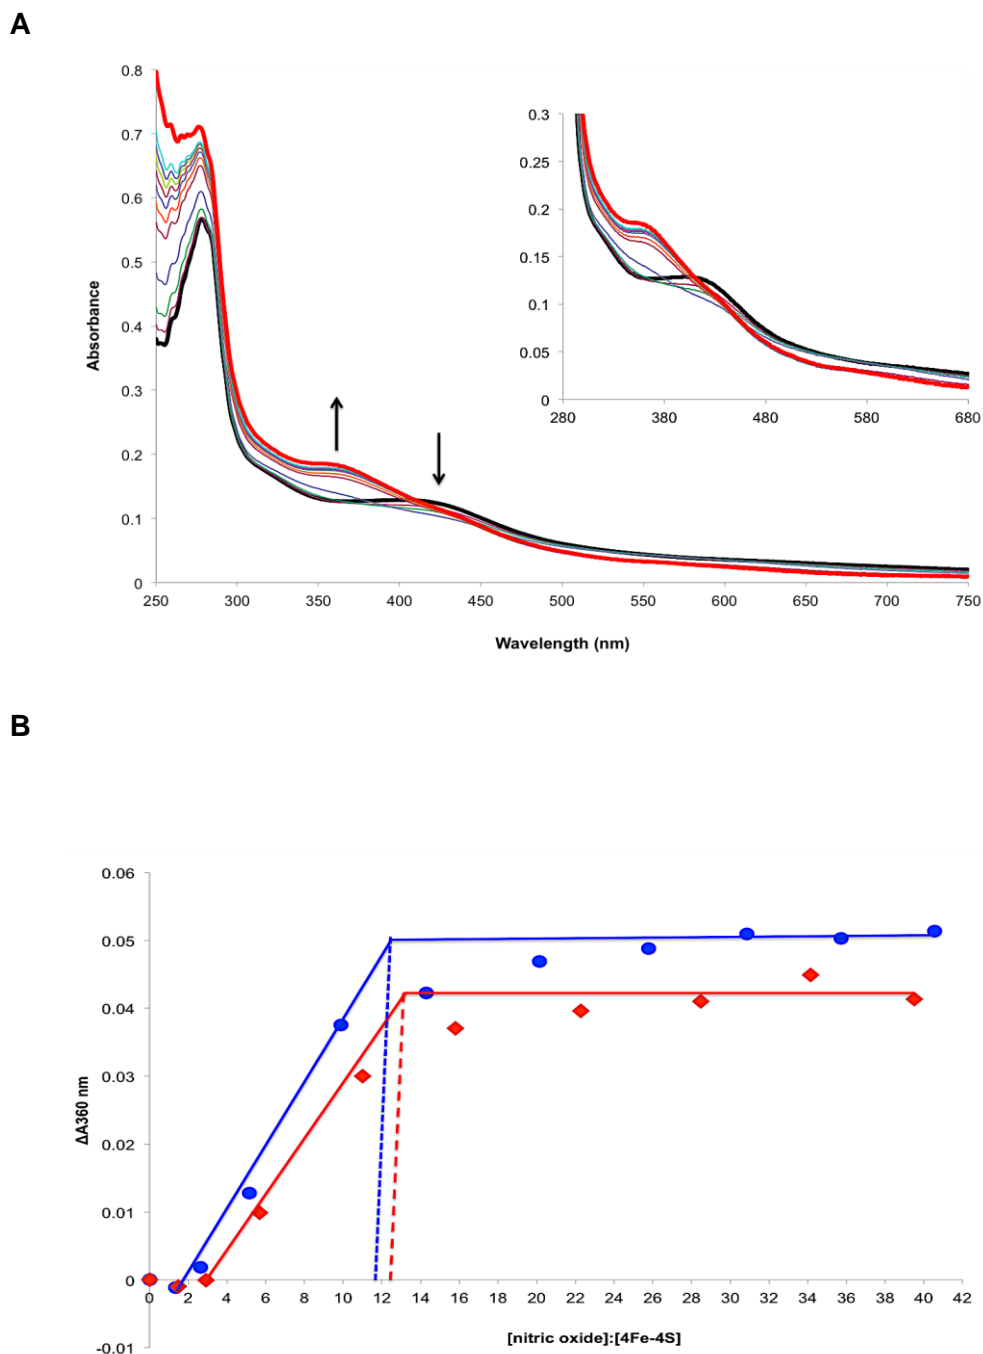 A
Absorbance
0.8
0.7
0.6
0.5
0.4
0.3
0.2
0.1
0
250 300 350 400 450 500 550 600 650 700 750
Wavelength (nm)
0.3
0.25
0.2
0.15
0.1
0.05
0
280 380 480 580 680
B
ΔA360 nm
0.06
0.05
0.04
0.03
0.02
0.01
0
-0.01
0 2 4 6 8 10 12 14 16 18 20 22 24 26 28 30 32 34 36 38 40 42
[nitric oxide]:[4Fe-4S]